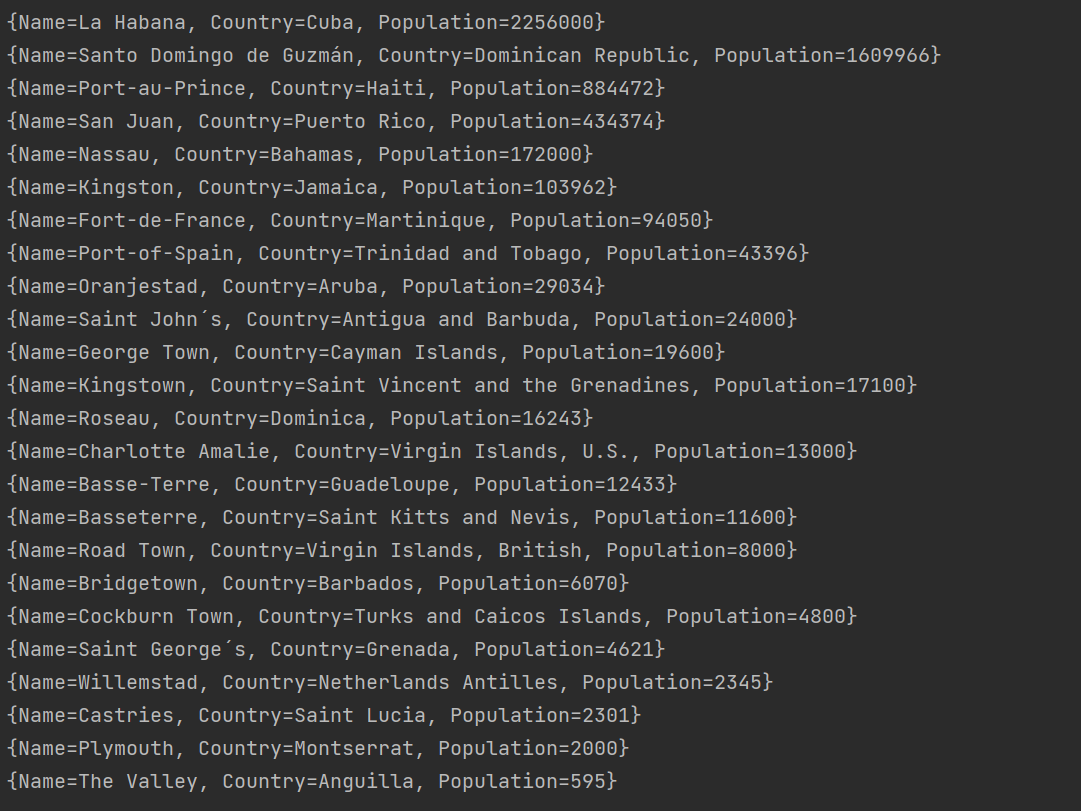 {Name=La Habana, Country=Cuba, Population=2256000}
{Name=Santo Domingo de Guzmán, Country=Dominican Republic, Population=1609966}
{Name=Port-au-Prince, Country=Haiti, Population=884472}
{Name=San Juan, Country=Puerto Rico, Population=434374}
{Name=Nassau, Country=Bahamas, Population=172000}
{Name=Kingston, Country=Jamaica, Population=103962}
{Name=Fort-de-France, Country=Martinique, Population=94050}
{Name=Port-of-Spain, Country=Trinidad and Tobago, Population=43396}
{Name=Oranjestad, Country=Aruba, Population=29034}
{Name=Saint John´s, Country=Antigua and Barbuda, Population=24000}
{Name=George Town, Country=Cayman Islands, Population=19600}
{Name=Kingstown, Country=Saint Vincent and the Grenadines, Population=17100}
{Name=Roseau, Country=Dominica, Population=16243}
{Name=Charlotte Amalie, Country=Virgin Islands, U.S., Population=13000}
{Name=Basse-Terre, Country=Guadeloupe, Population=12433}
{Name=Basseterre, Country=Saint Kitts and Nevis, Population=11600}
{Name=Road Town, Country=Virgin Islands, British, Population=8000}
{Name=Bridgetown, Country=Barbados, Population=6070}
{Name=Cockburn Town, Country=Turks and Caicos Islands, Population=4800}
{Name=Saint George´s, Country=Grenada, Population=4621}
{Name=Willemstad, Country=Netherlands Antilles, Population=2345}
{Name=Castries, Country=Saint Lucia, Population=2301}
{Name=Plymouth, Country=Montserrat, Population=2000}
{Name=The Valley, Country=Anguilla, Population=595}